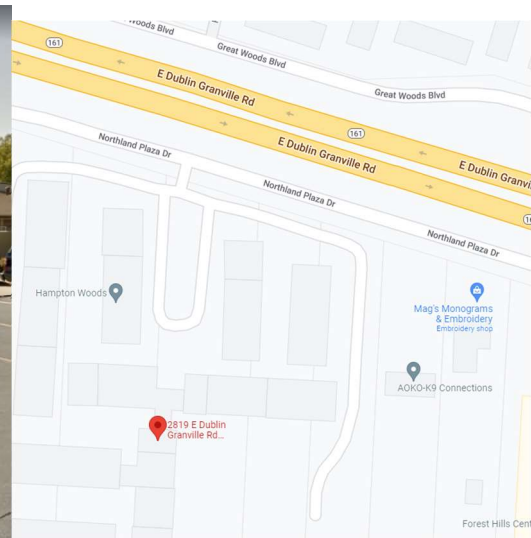 Woods Blvd
161
Great Woods Blvd
Great Woods Blvd
E Dublin Granville Rd
161
E Dublin Granville Rd
E Dublin Granvi
Northland Plaza Dr
Northland Plaza Dr
Northland Plaza Dr
Hampton Woods
Mag's Monograms
& Embroidery
Embroidery shop
AOKO-K9 Connections
2819 E Dublin
Granville Rd...
Forest Hills Cent